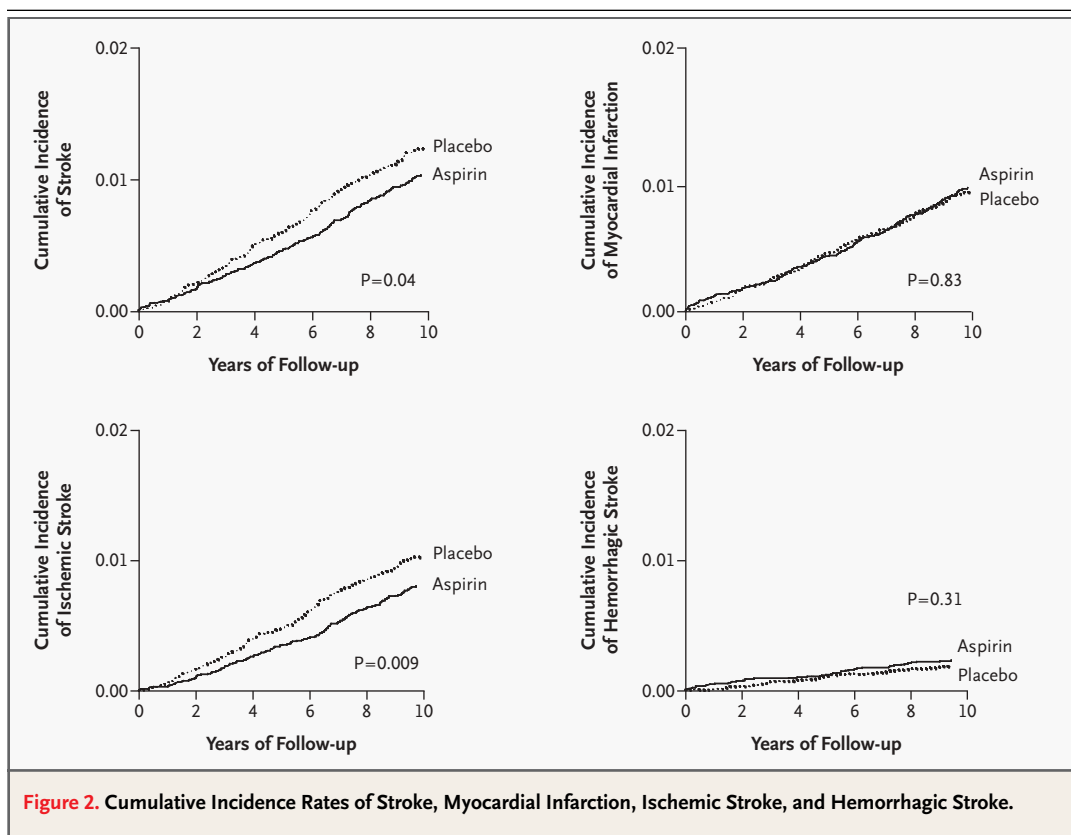 0.02
0.01
0.00
Cumulative Incidence
of Stroke
Placebo
Aspirin
P=0.04
0 2 4 6 8 10
Years of Follow-up
0.02
0.01
0.00
Cumulative Incidence
of Myocardial Infarction
Aspirin
Placebo
P=0.83
0 2 4 6 8 10
Years of Follow-up
0.02
0.01
0.00
Cumulative Incidence
of Ischemic Stroke
Placebo
Aspirin
P=0.009
0 2 4 6 8 10
Years of Follow-up
0.02
0.01
0.00
Cumulative Incidence
of Hemorrhagic Stroke
P=0.31
Aspirin
Placebo
0 2 4 6 8 10
Years of Follow-up
Figure 2. Cumulative Incidence Rates of Stroke, Myocardial Infarction, Ischemic Stroke, and Hemorrhagic Stroke.